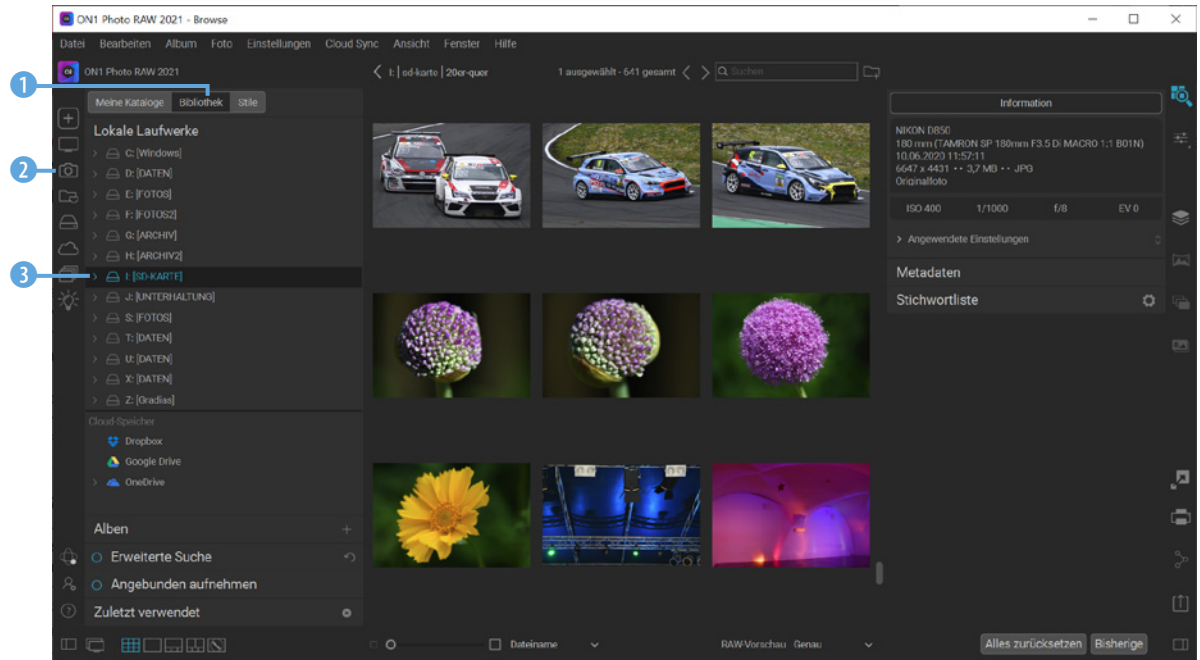 ON1 Photo RAW 2021 - Browse
Datei Bearbeiten Album Foto Einstellungen Cloud Sync Ansicht Fenster Hilfe
ON1 Photo RAW 2021
I: | sd-karte | 20er-quer
1 ausgewählt - 641 gesamt
Suchen
1
2
3
Meine Kataloge Bibliothek Stile
Lokale Laufwerke
C: [Windows]
D: [DATEN]
E: [FOTOS]
F: [FOTOS2]
G: [ARCHIV]
H: [ARCHIV2]
I: [SD-KARTE]
J: [UNTERHALTUNG]
S: [FOTOS]
T: [DATEN]
U: [DATEN]
X: [DATEN]
Z: [Gradias]
Cloud-Speicher
Dropbox
Google Drive
OneDrive
Alben
Erweiterte Suche
Angebunden aufnehmen
Zuletzt verwendet
Dateiname
RAW-Vorschau Genau
Information
NIKON D850
180 mm (TAMRON SP 180mm F3.5 Di MACRO 1:1 B01N)
10.06.2020 11:57:11
6647 x 4431 •• 3,7 MB •• JPG
Originalfoto
ISO 400 1/1000 f/8 EV 0
Angewendete Einstellungen
Metadaten
Stichwortliste
Alles zurücksetzen Bisherige